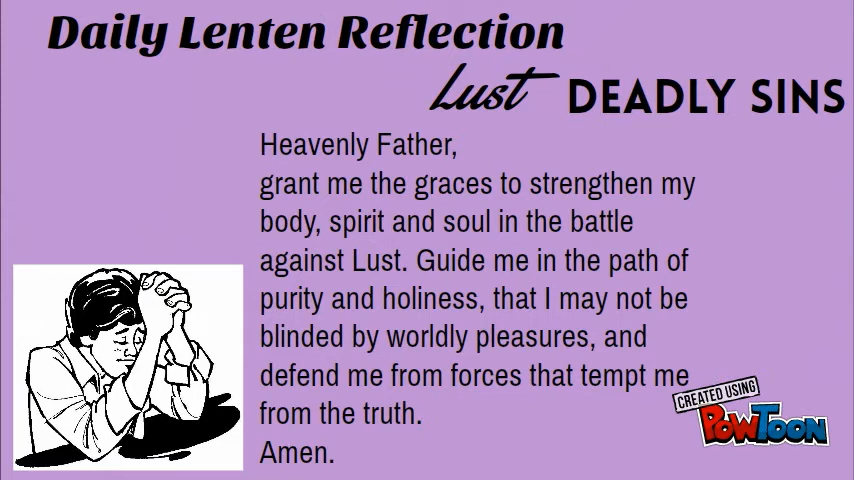 Daily Lenten Reflection
Lust DEADLY SINS
Heavenly Father,
grant me the graces to strengthen my
body, spirit and soul in the battle
against Lust. Guide me in the path of
purity and holiness, that I may not be
blinded by worldly pleasures, and
defend me from forces that tempt me
from the truth.
Amen.
CREATED USING
POWTOON